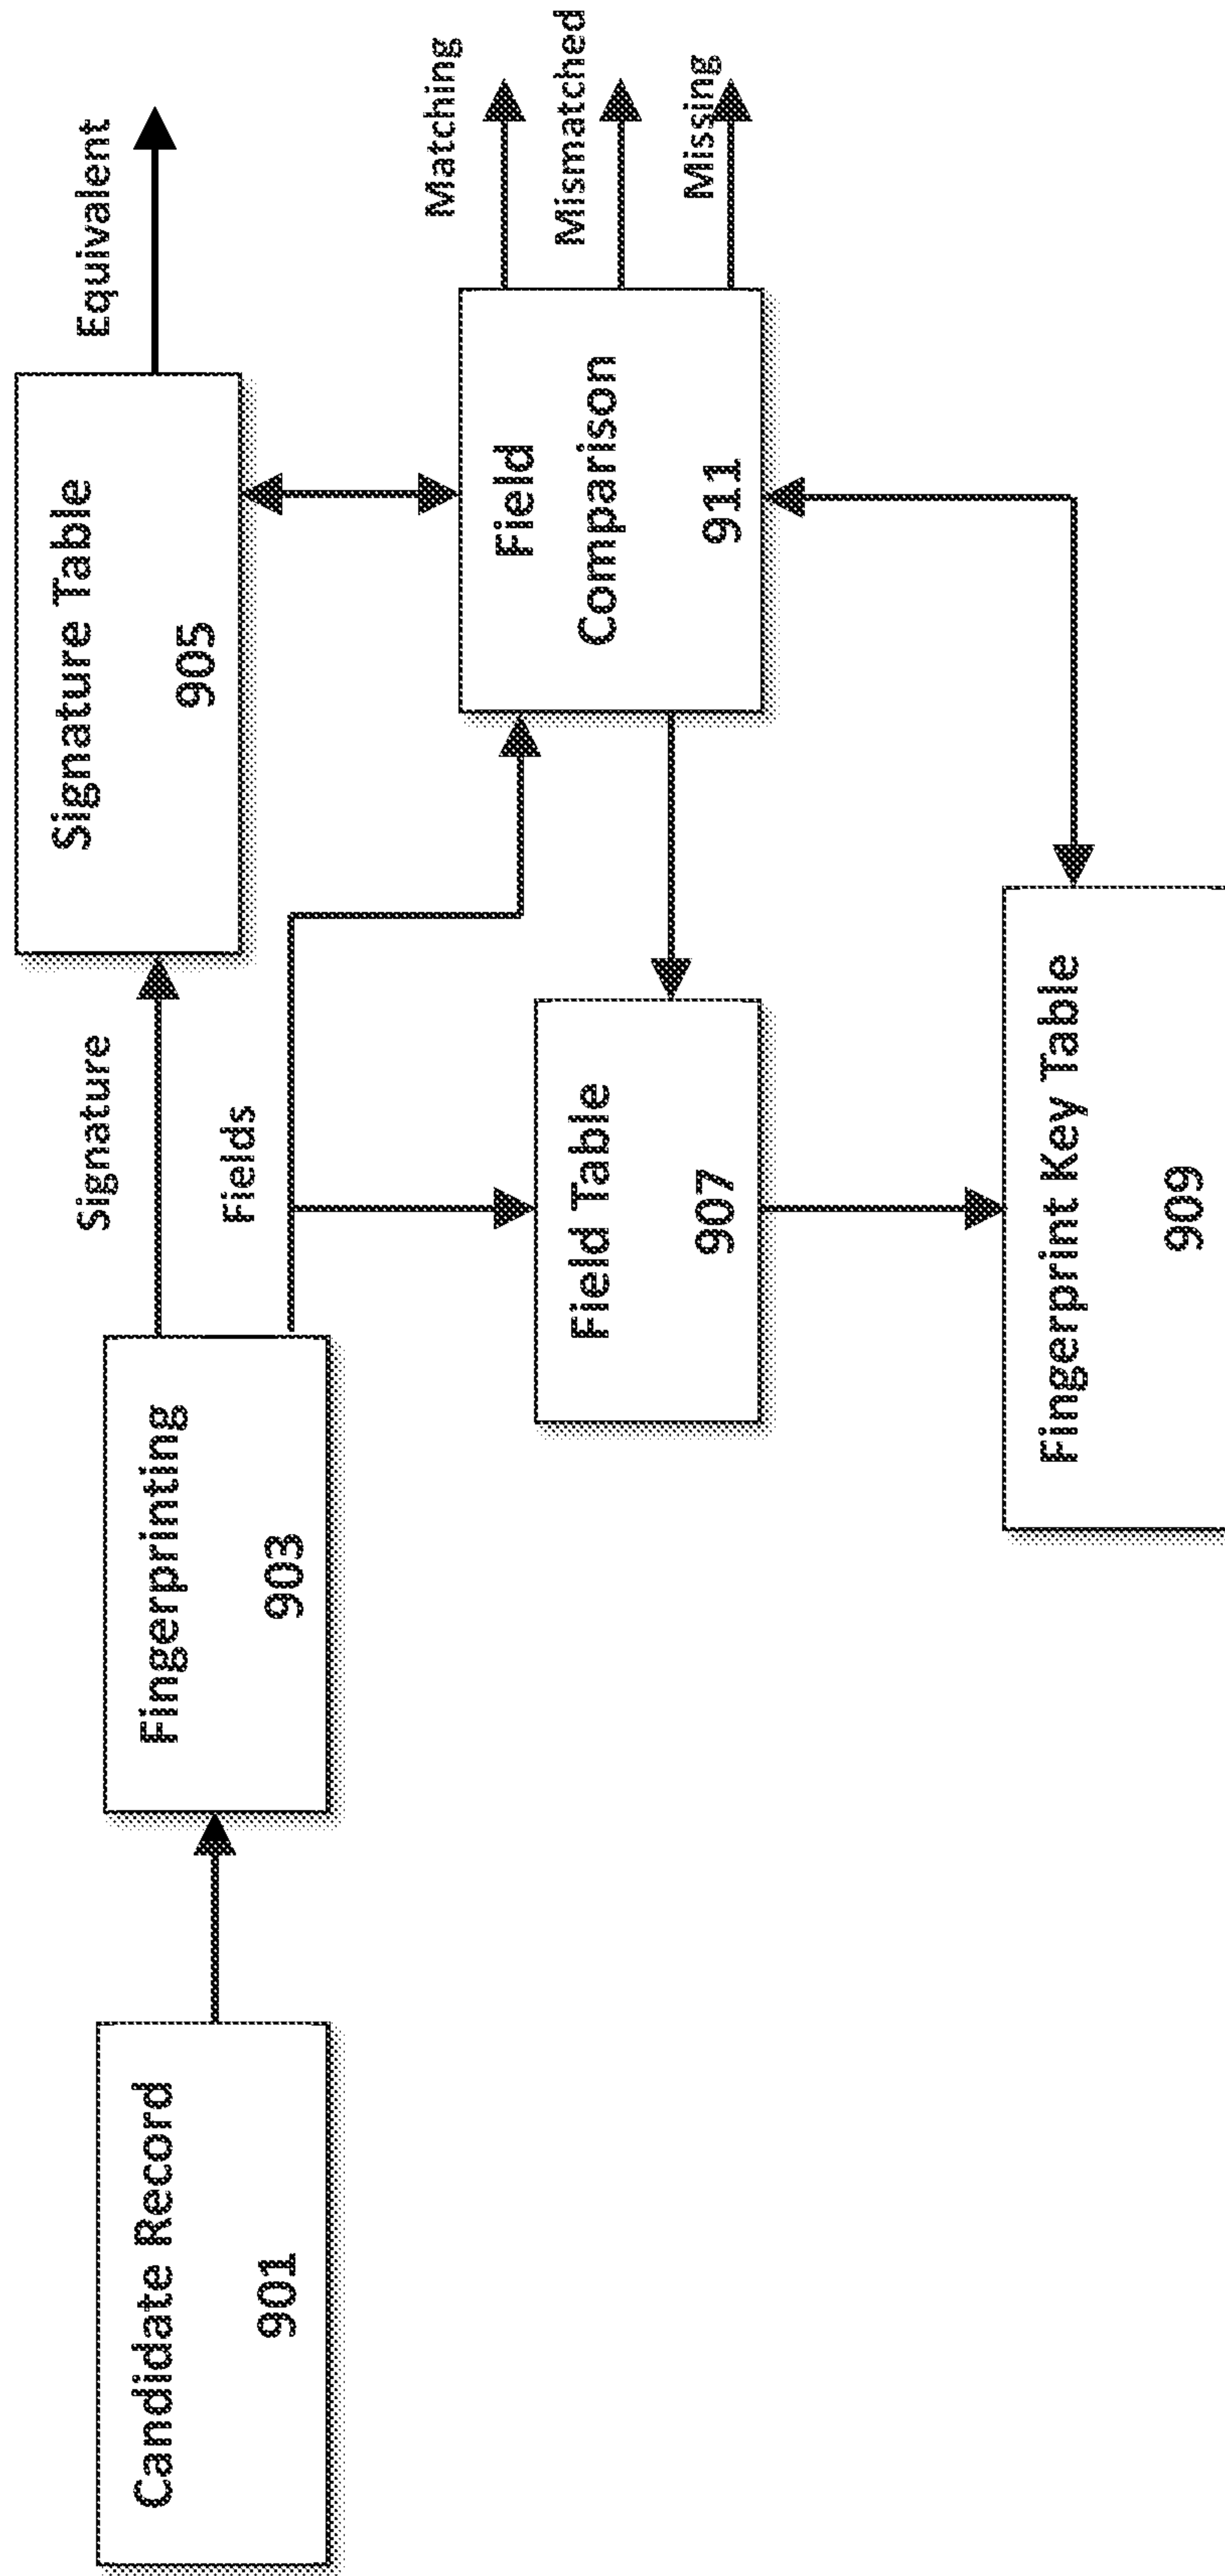 Candidate Record
901
Fingerprinting
903
Signature
Fields
Signature Table
905
Equivalent
Field Table
907
Field
Comparison
911
Matching
Mismatched
Missing
Fingerprint Key Table
909